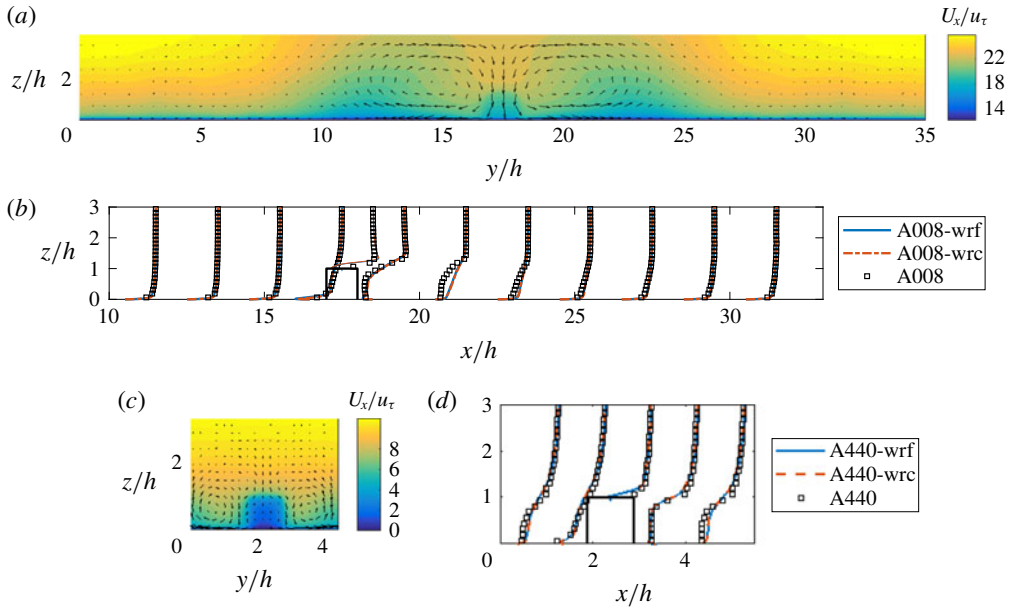 (a)
U_x/u_τ
z/h
2
22
18
14
0
5
10
15
20
25
30
35
y/h
(b)
3
2
1
0
z/h
10
15
20
25
30
x/h
A008-wrf
A008-wrc
A008
(c)
U_x/u_τ
z/h
2
8
6
4
2
0
0
2
4
y/h
(d)
3
2
1
0
z/h
2
4
x/h
A440-wrf
A440-wrc
A440